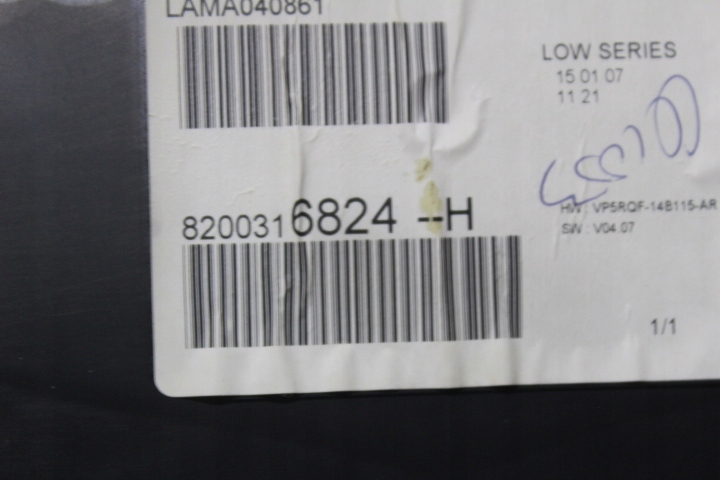 LAMA040861
LOW SERIES
15 01 07
11 21
8200316824 --H
HW : VP5RQF-14B115-AR
SW : V04.07
1/1